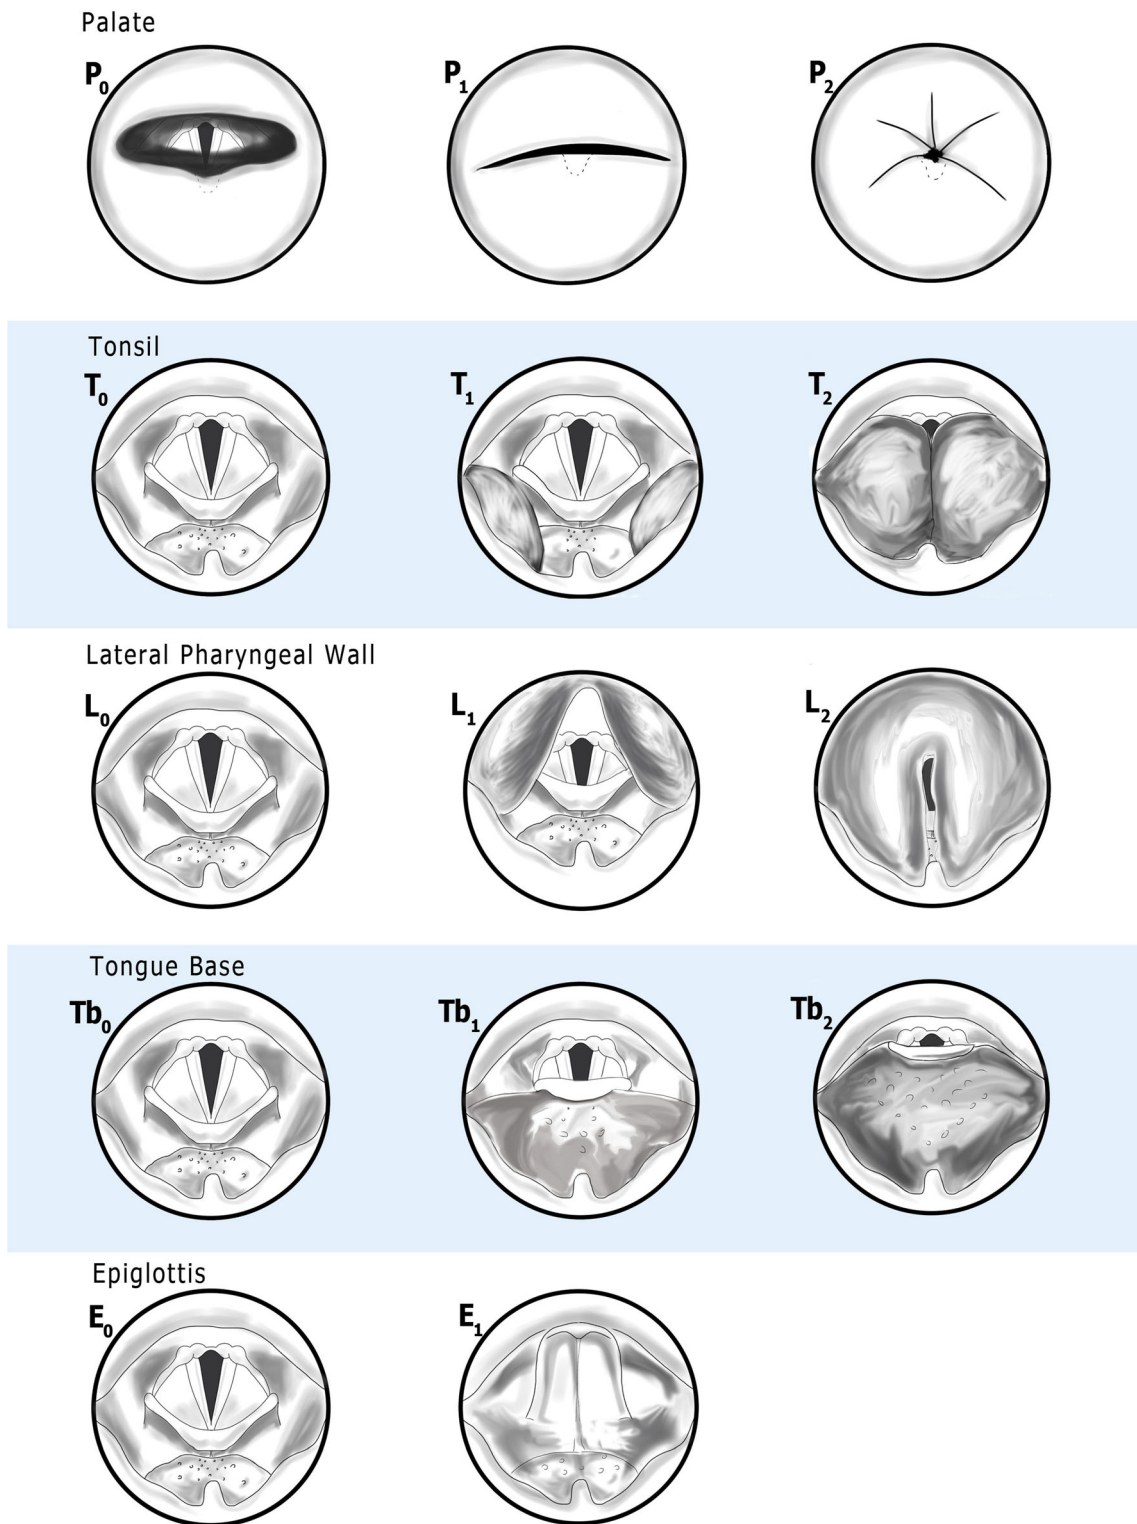 Palate
P0 P1 P2
Tonsil
T0 T1 T2
Lateral Pharyngeal Wall
L0 L1 L2
Tongue Base
Tb0 Tb1 Tb2
Epiglottis
E0 E1